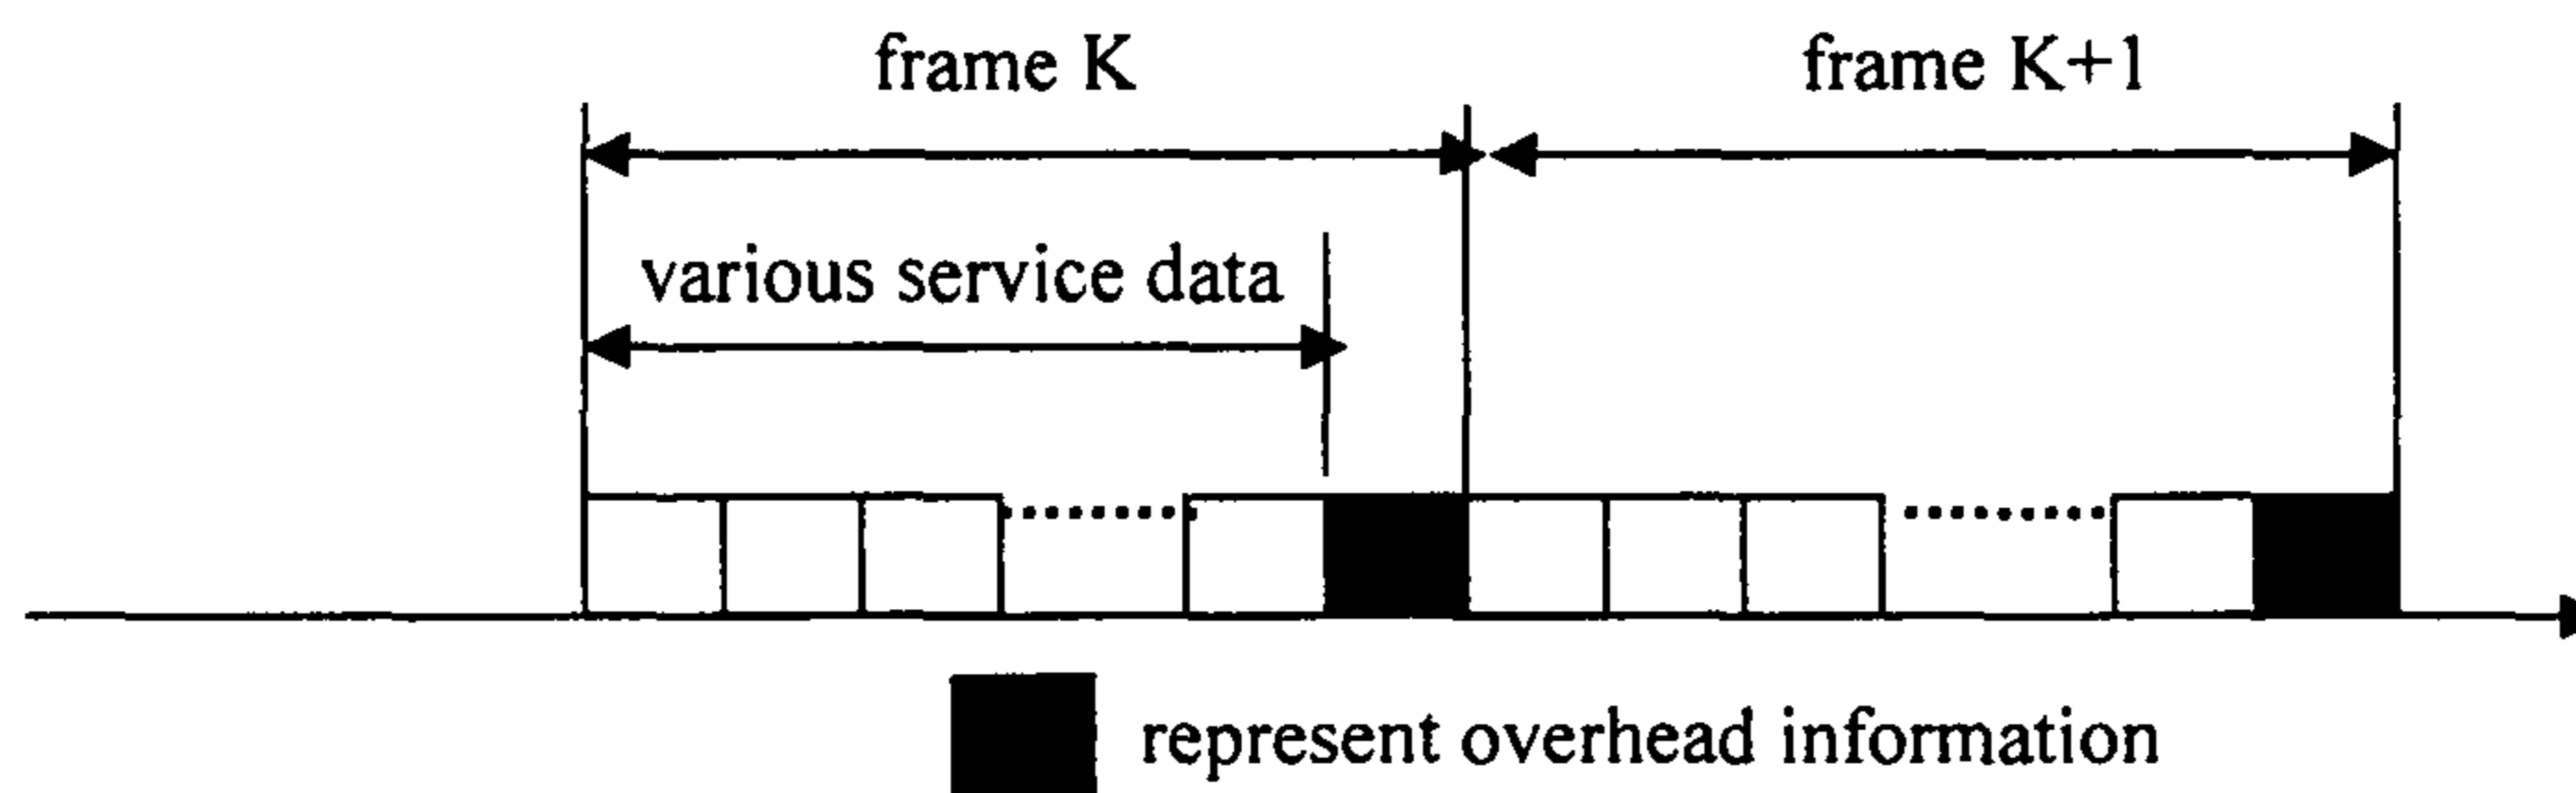 frame K
frame K+1
various service data
represent overhead information